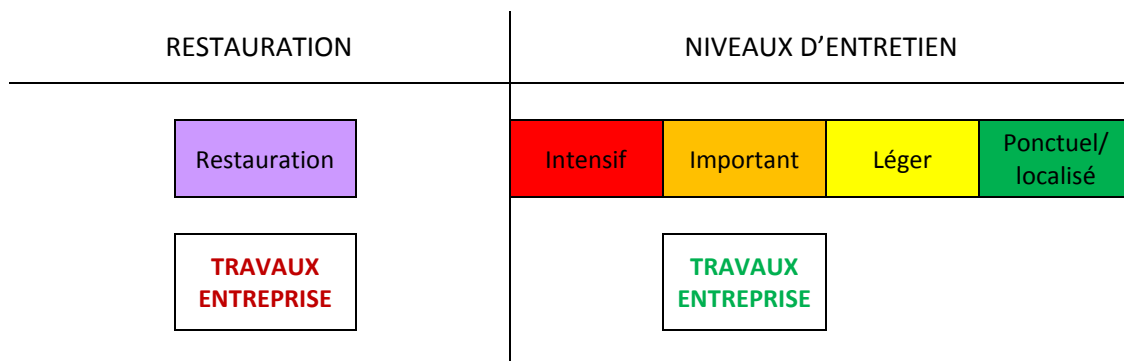 RESTAURATION
NIVEAUX D’ENTRETIEN
Restauration
Intensif
Important
Léger
Ponctuel/
localisé
TRAVAUX
ENTREPRISE
TRAVAUX
ENTREPRISE